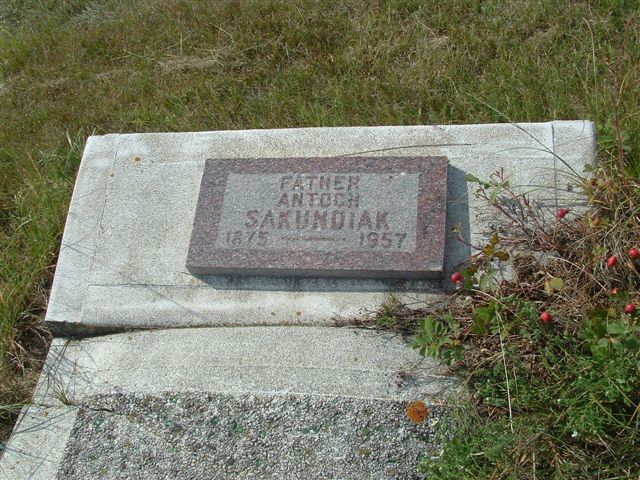 FATHER
ANTOCH
SAKUNDIAK
1875 — 1957